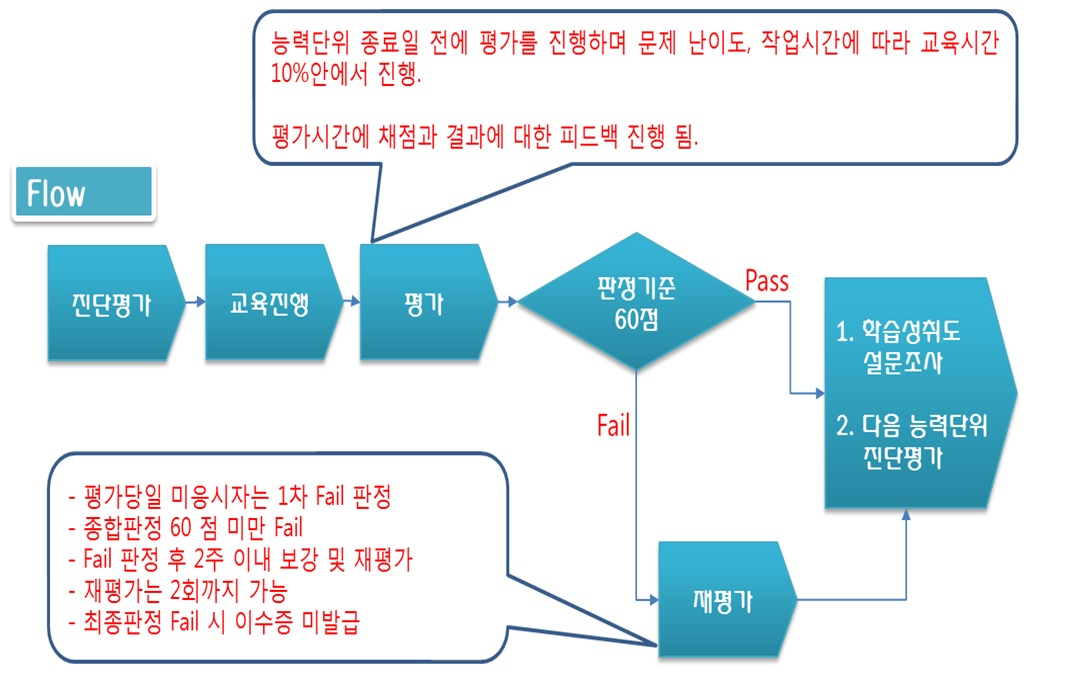 능력단위 종료일 전에 평가를 진행하며 문제 난이도, 작업시간에 따라 교육시간
10%안에서 진행.
평가시간에 채점과 결과에 대한 피드백 진행 됨.
Flow
진단평가
교육진행
평가
판정기준
60점
Pass
1. 학습성취도
설문조사
2. 다음 능력단위
진단평가
Fail
- 평가당일 미응시자는 1차 Fail 판정
- 종합판정 60 점 미만 Fail
- Fail 판정 후 2주 이내 보강 및 재평가
- 재평가는 2회까지 가능
- 최종판정 Fail 시 이수증 미발급
재평가